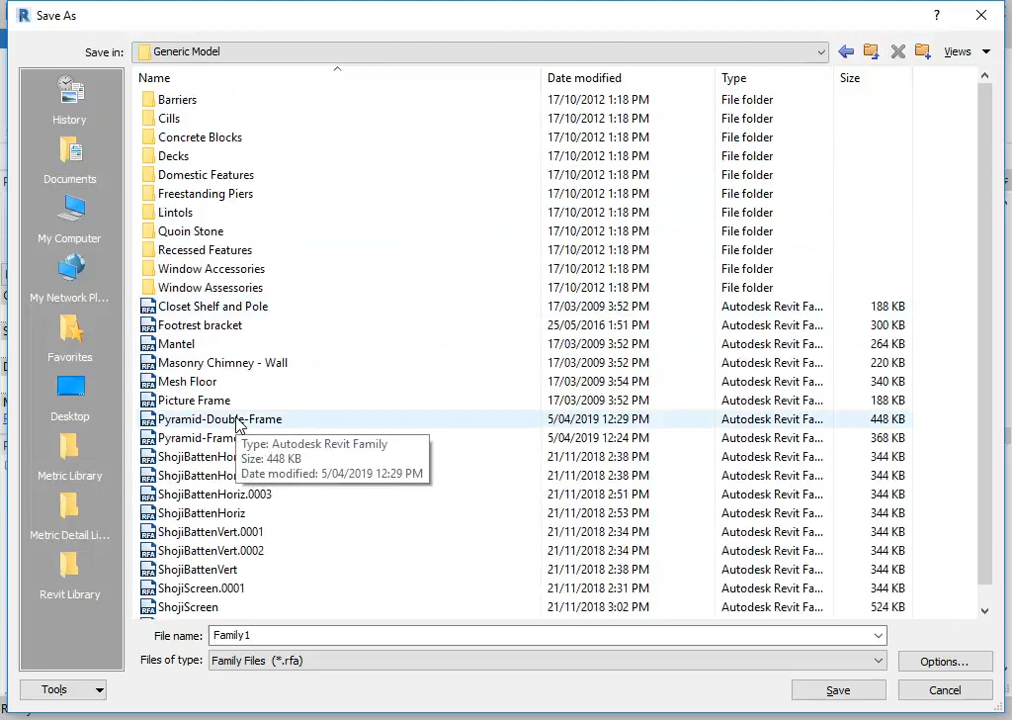 Save As
?
Save in:
Generic Model
Views
Name
Date modified
Type
Size
History
Documents
My Computer
My Network Pl...
Favorites
Desktop
Metric Library
Metric Detail Li...
Revit Library
Barriers 17/10/2012 1:18 PM File folder
Cills 17/10/2012 1:18 PM File folder
Concrete Blocks 17/10/2012 1:18 PM File folder
Decks 17/10/2012 1:18 PM File folder
Domestic Features 17/10/2012 1:18 PM File folder
Freestanding Piers 17/10/2012 1:18 PM File folder
Lintols 17/10/2012 1:18 PM File folder
Quoin Stone 17/10/2012 1:18 PM File folder
Recessed Features 17/10/2012 1:18 PM File folder
Window Accessories 17/10/2012 1:18 PM File folder
Window Assessories 17/10/2012 1:18 PM File folder
Closet Shelf and Pole 17/03/2009 3:52 PM Autodesk Revit Fa... 188 KB
Footrest bracket 25/05/2016 1:51 PM Autodesk Revit Fa... 300 KB
Mantel 17/03/2009 3:52 PM Autodesk Revit Fa... 264 KB
Masonry Chimney - Wall 17/03/2009 3:52 PM Autodesk Revit Fa... 220 KB
Mesh Floor 17/03/2009 3:54 PM Autodesk Revit Fa... 340 KB
Picture Frame 17/03/2009 3:52 PM Autodesk Revit Fa... 188 KB
Pyramid-Double-Frame 5/04/2019 12:29 PM Autodesk Revit Fa... 448 KB
Pyramid-Frame 5/04/2019 12:24 PM Autodesk Revit Fa... 368 KB
Type: Autodesk Revit Family
Size: 448 KB
Date modified: 5/04/2019 12:29 PM
ShojiBattenHor 21/11/2018 2:38 PM Autodesk Revit Fa... 344 KB
ShojiBattenHor 21/11/2018 2:38 PM Autodesk Revit Fa... 344 KB
ShojiBattenHoriz.0003 21/11/2018 2:51 PM Autodesk Revit Fa... 344 KB
ShojiBattenHoriz 21/11/2018 2:53 PM Autodesk Revit Fa... 344 KB
ShojiBattenVert.0001 21/11/2018 2:34 PM Autodesk Revit Fa... 344 KB
ShojiBattenVert.0002 21/11/2018 2:34 PM Autodesk Revit Fa... 344 KB
ShojiBattenVert 21/11/2018 2:38 PM Autodesk Revit Fa... 344 KB
ShojiScreen.0001 21/11/2018 2:31 PM Autodesk Revit Fa... 344 KB
ShojiScreen 21/11/2018 3:02 PM Autodesk Revit Fa... 524 KB
File name: Family1
Files of type: Family Files (*.rfa)
Options...
Tools
Save
Cancel